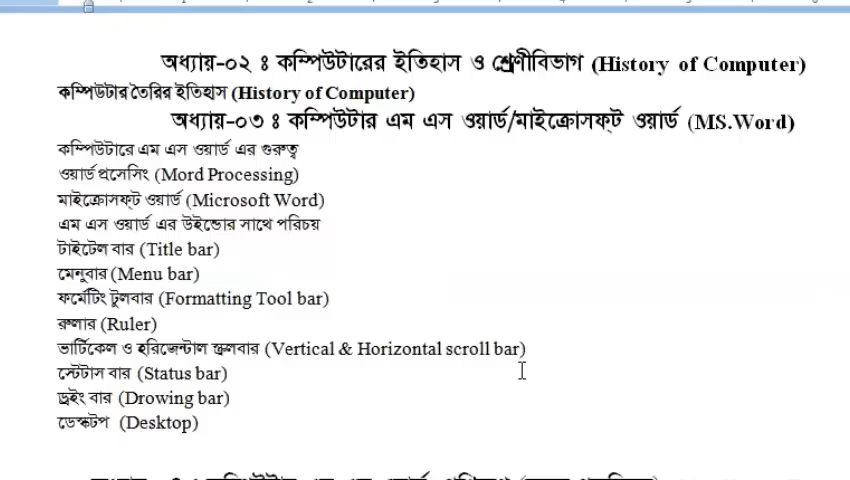 অধ্যায়-০২ ঃ কম্পিউটারের ইতিহাস ও শ্রেণীবিভাগ (History of Computer)
কম্পিউটার তৈরির ইতিহাস (History of Computer)
অধ্যায়-০৩ ঃ কম্পিউটার এম এস ওয়ার্ড/মাইক্রোসফ্ট ওয়ার্ড (MS.Word)
কম্পিউটারে এম এস ওয়ার্ড এর গুরুত্ব
ওয়ার্ড প্রসেসিং (Mord Processing)
মাইক্রোসফ্ট ওয়ার্ড (Microsoft Word)
এম এস ওয়ার্ড এর উইন্ডোর সাথে পরিচয়
টাইটেল বার (Title bar)
মেনুবার (Menu bar)
ফর্মেটিং টুলবার (Formatting Tool bar)
রুলার (Ruler)
ভার্টিকেল ও হরিজেন্টাল স্ক্রলবার (Vertical & Horizontal scroll bar)
স্টেটাস বার (Status bar)
ড্রইং বার (Drowing bar)
ডেস্কটপ (Desktop)